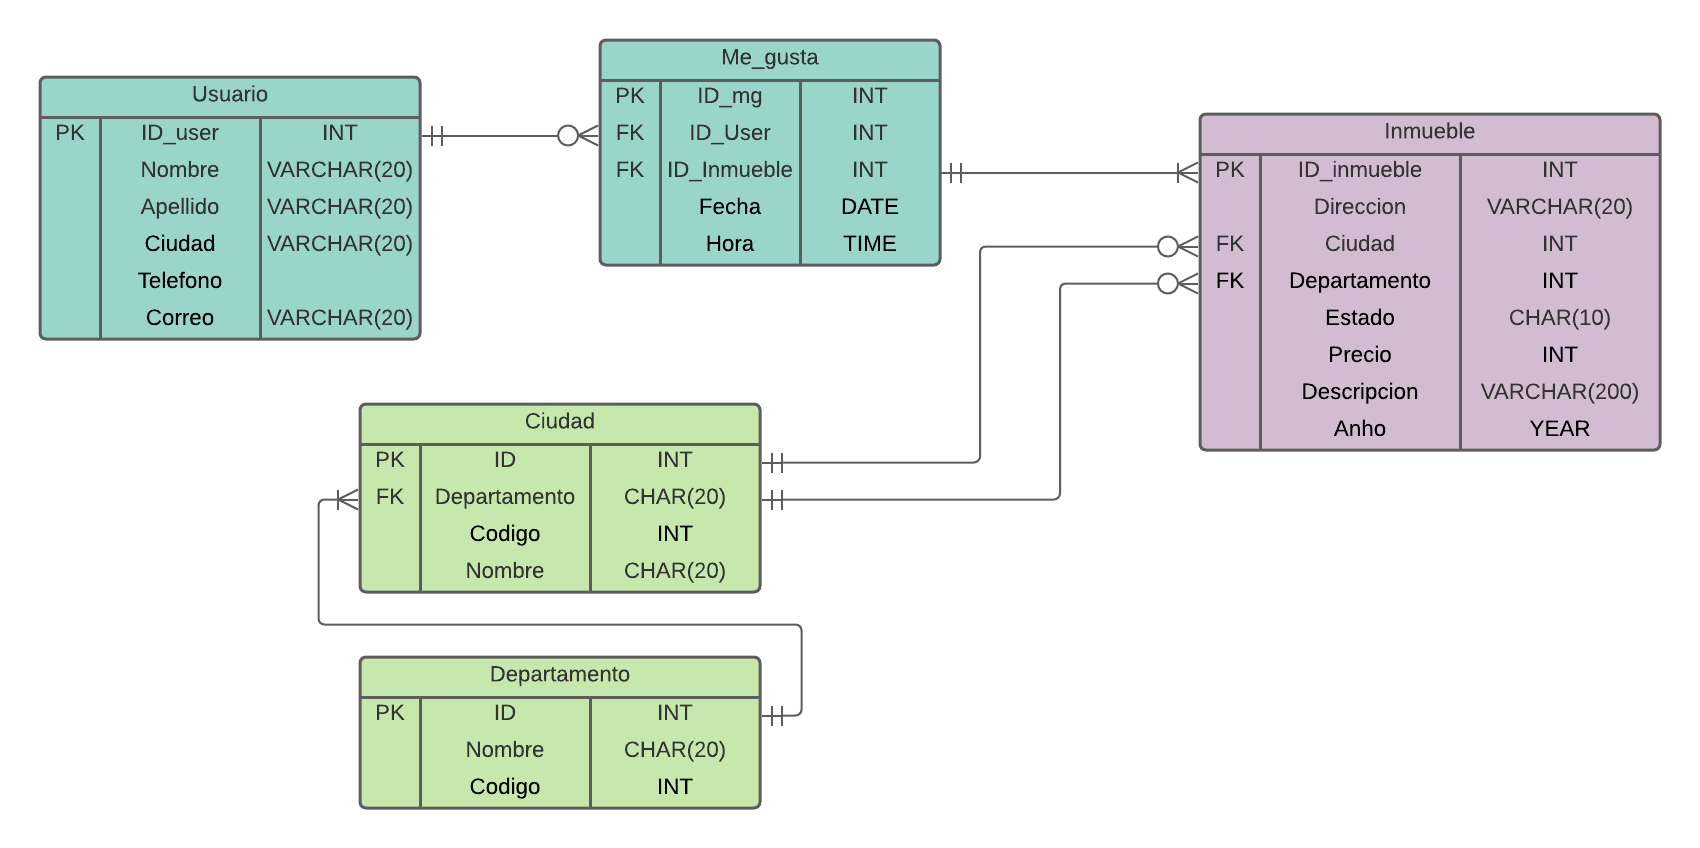 Usuario
PK ID_user INT
Nombre VARCHAR(20)
Apellido VARCHAR(20)
Ciudad VARCHAR(20)
Telefono
Correo VARCHAR(20)
Me_gusta
PK ID_mg INT
FK ID_User INT
FK ID_Inmueble INT
Fecha DATE
Hora TIME
Inmueble
PK ID_inmueble INT
Direccion VARCHAR(20)
FK Ciudad INT
FK Departamento INT
Estado CHAR(10)
Precio INT
Descripcion VARCHAR(200)
Anho YEAR
Ciudad
PK ID INT
FK Departamento CHAR(20)
Codigo INT
Nombre CHAR(20)
Departamento
PK ID INT
Nombre CHAR(20)
Codigo INT